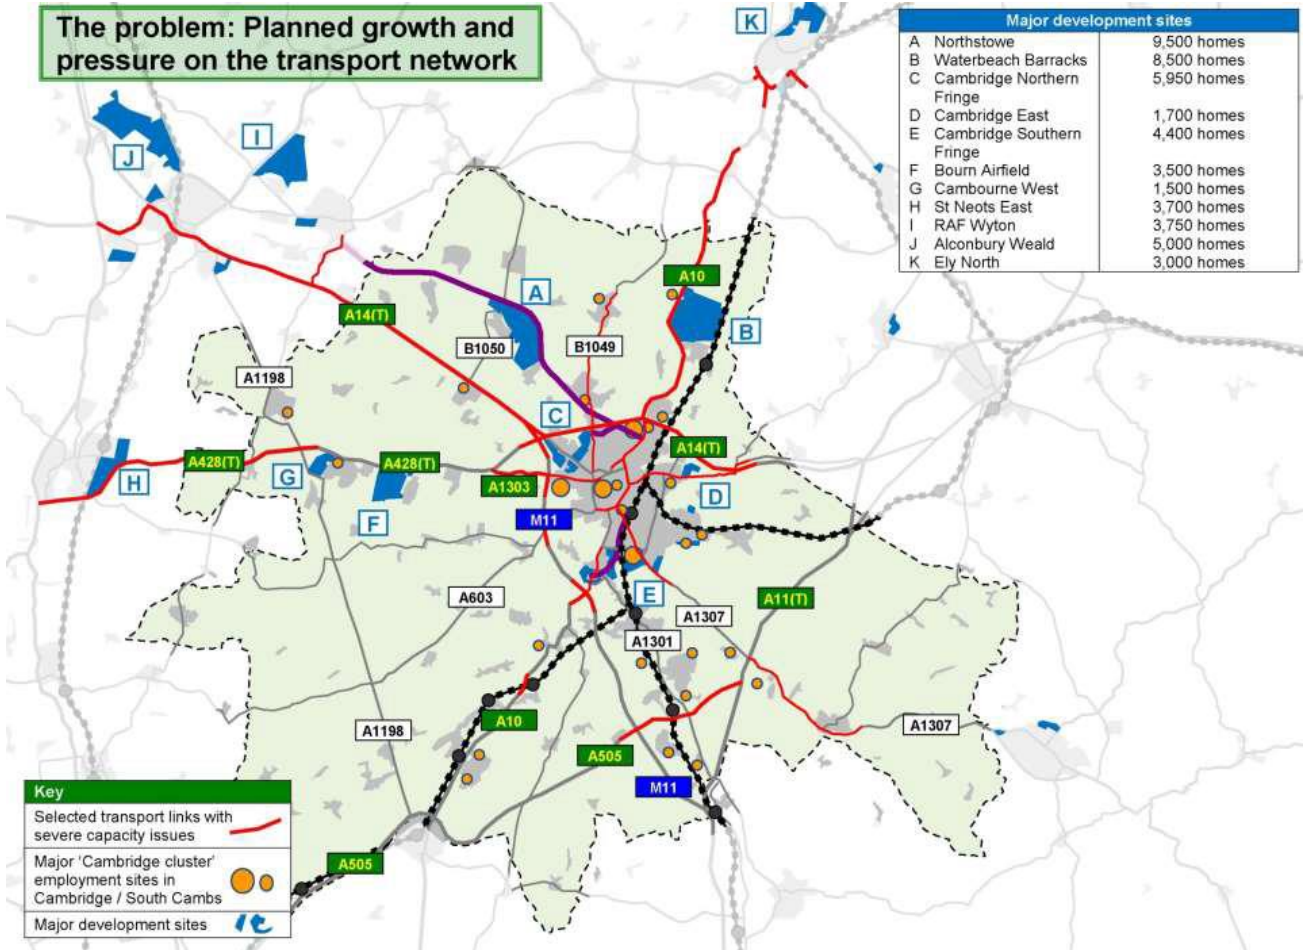 The problem: Planned growth and
pressure on the transport network
K
Major development sites
A Northstowe 9,500 homes
B Waterbeach Barracks 8,500 homes
C Cambridge Northern 5,950 homes
Fringe
D Cambridge East 1,700 homes
E Cambridge Southern 4,400 homes
Fringe
F Bourn Airfield 3,500 homes
G Cambourne West 1,500 homes
H St Neots East 3,700 homes
I RAF Wyton 3,750 homes
J Alconbury Weald 5,000 homes
K Ely North 3,000 homes
I
J
A10
A
A14(T)
B
B1050
B1049
A1198
C
A14(T)
A428(T)
A428(T)
G
H
A1303
D
F
M11
E
A603
A11(T)
A1307
A1301
A10
A1198
A1307
A505
M11
A505
Key
Selected transport links with
severe capacity issues
Major 'Cambridge cluster'
employment sites in
Cambridge / South Cambs
Major development sites